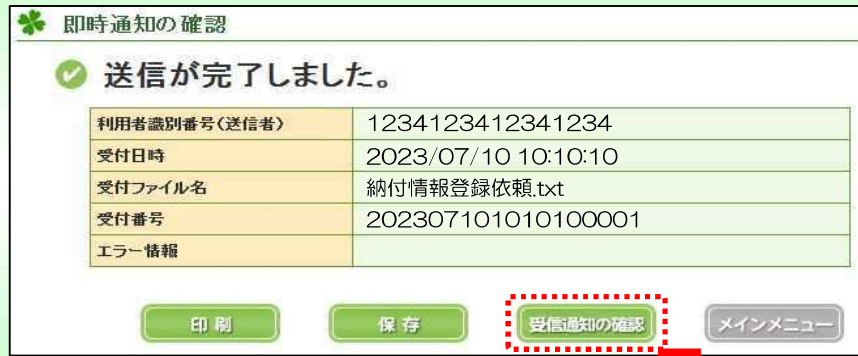 即時通知の確認
送信が完了しました。
利用者識別番号(送信者) 1234123412341234
受付日時 2023/07/10 10:10:10
受付ファイル名 納付情報登録依頼.txt
受付番号 202307101010100001
エラー情報
印刷 保存 受信通知の確認 メインメニュー